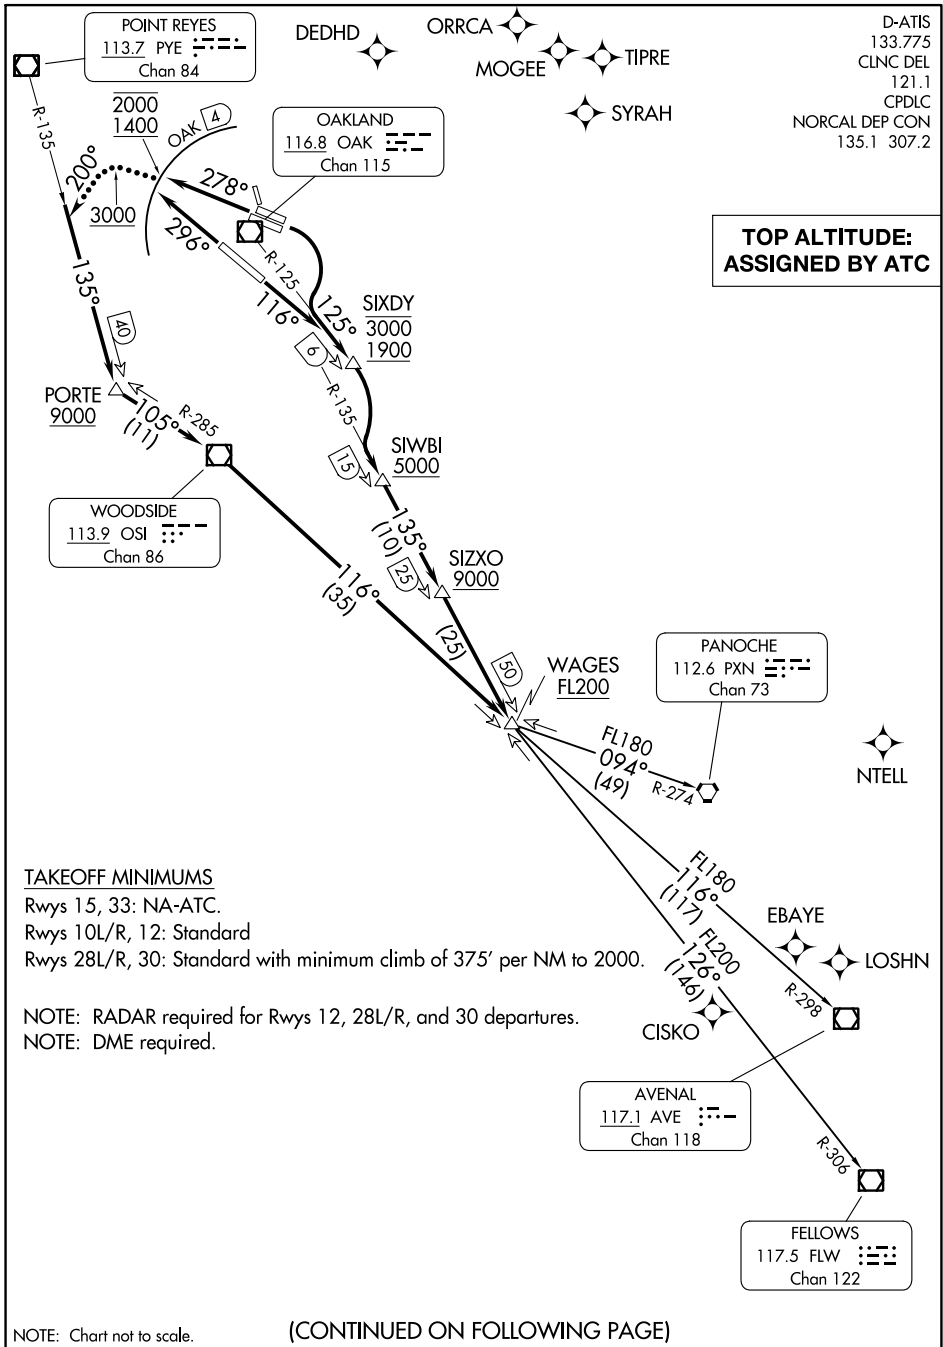 POINT REYES
113.7 PYE
Chan 84
DEDHD
ORRCA
MOGEE
TIPRE
SYRAH
D-ATIS
133.775
CLNC DEL
121.1
CPDLC
NORCAL DEP CON
135.1 307.2
R-135
2000
1400
OAK 4
OAKLAND
116.8 OAK
Chan 115
200°
3000
278°
296°
R-125
TOP ALTITUDE:
ASSIGNED BY ATC
135°
116°
125°
SIXDY
3000
1900
40
6
PORTE
9000
R-135
105°
(11)
R-285
15
SIWBI
5000
WOODSIDE
113.9 OSI
Chan 86
135°
(10)
25
SIZXO
9000
116°
(35)
(25)
50
WAGES
FL200
PANOCHE
112.6 PXN
Chan 73
FL180
094°
(49)
R-274
NTELL
TAKEOFF MINIMUMS
Rwys 15, 33: NA-ATC.
Rwys 10L/R, 12: Standard
Rwys 28L/R, 30: Standard with minimum climb of 375' per NM to 2000.
FL180
116°
(117)
EBAYE
LOSHN
FL200
126°
(146)
R-298
CISKO
NOTE: RADAR required for Rwys 12, 28L/R, and 30 departures.
NOTE: DME required.
AVENAL
117.1 AVE
Chan 118
R-306
FELLOWS
117.5 FLW
Chan 122
NOTE: Chart not to scale.
(CONTINUED ON FOLLOWING PAGE)